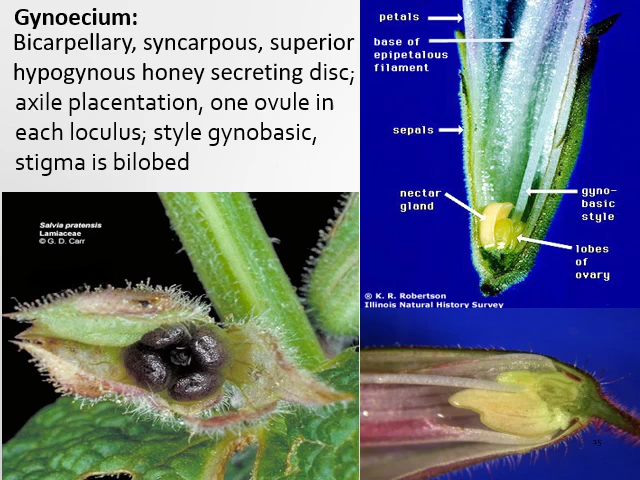 Gynoecium:
Bicarpellary, syncarpous, superior
hypogynous honey secreting disc;
axile placentation, one ovule in
each loculus; style gynobasic,
stigma is bilobed
petals
base of
epipetalous
filament
sepals
nectar
gland
gyno-
basic
style
lobes
of
ovary
® K. R. Robertson
Illinois Natural History Survey
Salvia pratensis
Lamiaceae
© G. D. Carr
15